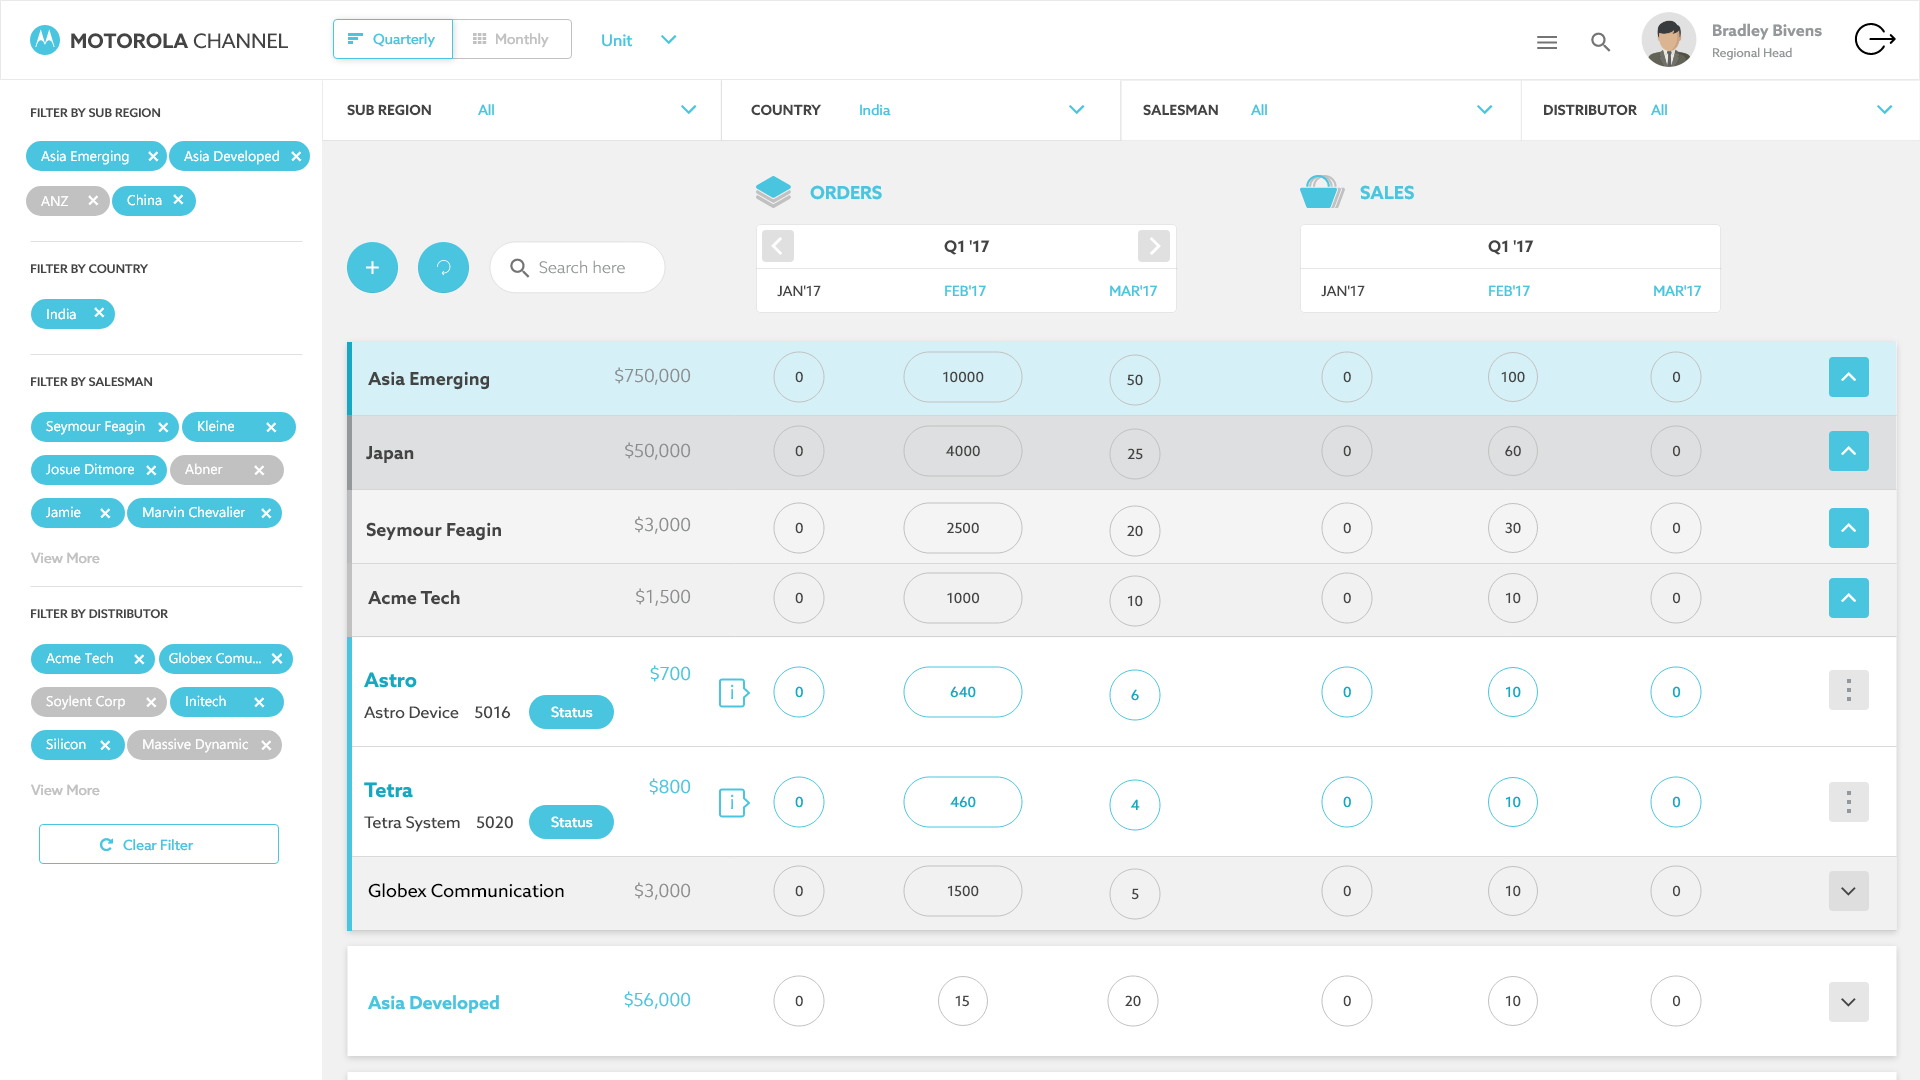 MOTOROLA CHANNEL
Quarterly
Monthly
Unit
Bradley Bivens
Regional Head
FILTER BY SUB REGION
Asia Emerging
Asia Developed
ANZ
China
FILTER BY COUNTRY
India
FILTER BY SALESMAN
Seymour Feagin
Kleine
Josue Ditmore
Abner
Jamie
Marvin Chevalier
View More
FILTER BY DISTRIBUTOR
Acme Tech
Globex Comu...
Soylent Corp
Initech
Silicon
Massive Dynamic
View More
Clear Filter
SUB REGION All
COUNTRY India
SALESMAN All
DISTRIBUTOR All
Search here
ORDERS
Q1 '17
JAN'17 FEB'17 MAR'17
SALES
Q1 '17
JAN'17 FEB'17 MAR'17
Asia Emerging $750,000 0 10000 50 0 100 0
Japan $50,000 0 4000 25 0 60 0
Seymour Feagin $3,000 0 2500 20 0 30 0
Acme Tech $1,500 0 1000 10 0 10 0
Astro $700 i 0 640 6 0 10 0
Astro Device 5016 Status
Tetra $800 i 0 460 4 0 10 0
Tetra System 5020 Status
Globex Communication $3,000 0 1500 5 0 10 0
Asia Developed $56,000 0 15 20 0 10 0